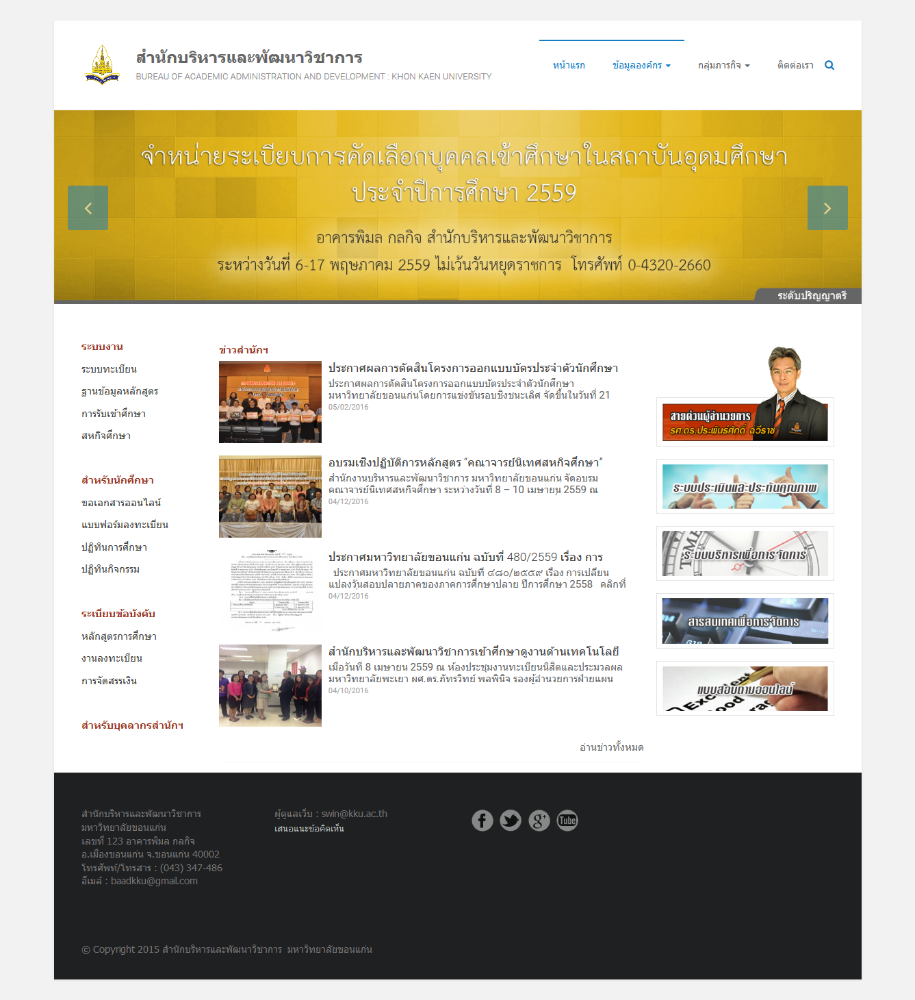 สำนักบริหารและพัฒนาวิชาการ
BUREAU OF ACADEMIC ADMINISTRATION AND DEVELOPMENT : KHON KAEN UNIVERSITY
หน้าแรก
ข้อมูลองค์กร
กลุ่มภารกิจ
ติดต่อเรา
จำหน่ายระเบียบการคัดเลือกบุคคลเข้าศึกษาในสถาบันอุดมศึกษา
ประจำปีการศึกษา 2559
อาคารพิมล กลกิจ สำนักบริหารและพัฒนาวิชาการ
ระหว่างวันที่ 6-17 พฤษภาคม 2559 ไม่เว้นวันหยุดราชการ โทรศัพท์ 0-4320-2660
ระดับปริญญาตรี
ระบบงาน
ระบบทะเบียน
ฐานข้อมูลหลักสูตร
การรับเข้าศึกษา
สหกิจศึกษา
สำหรับนักศึกษา
ขอเอกสารออนไลน์
แบบฟอร์มลงทะเบียน
ปฏิทินการศึกษา
ปฏิทินกิจกรรม
ระเบียบข้อบังคับ
หลักสูตรการศึกษา
งานลงทะเบียน
การจัดสรรเงิน
สำหรับบุคลากรสำนักฯ
ข่าวสำนักฯ
ประกาศผลการตัดสินโครงการออกแบบบัตรประจำตัวนักศึกษา
ประกาศผลการตัดสินโครงการออกแบบบัตรประจำตัวนักศึกษา
มหาวิทยาลัยขอนแก่นโดยการแข่งขันรอบชิงชนะเลิศ จัดขึ้นในวันที่ 21
05/02/2016
อบรมเชิงปฏิบัติการหลักสูตร “คณาจารย์นิเทศสหกิจศึกษา”
สำนักงานบริหารและพัฒนาวิชาการ มหาวิทยาลัยขอนแก่น จัดอบรม
คณาจารย์นิเทศสหกิจศึกษา ระหว่างวันที่ 8 – 10 เมษายน 2559 ณ
04/12/2016
ประกาศมหาวิทยาลัยขอนแก่น ฉบับที่ 480/2559 เรื่อง การ
ประกาศมหาวิทยาลัยขอนแก่น ฉบับที่ ๔๘๐/๒๕๕๙ เรื่อง การเปลี่ยน
แปลงวันสอบปลายภาคของภาคการศึกษาปลาย ปีการศึกษา 2558 คลิกที่
04/12/2016
สำนักบริหารและพัฒนาวิชาการเข้าศึกษาดูงานด้านเทคโนโลยี
เมื่อวันที่ 8 เมษายน 2559 ณ ห้องประชุมงานทะเบียนนิสิตและประมวลผล
มหาวิทยาลัยพะเยา ผศ.ดร.ภัทรวิทย์ พลพินิจ รองผู้อำนวยการฝ่ายแผน
04/10/2016
อ่านข่าวทั้งหมด
สายด่วนผู้อำนวยการ
รศ.ดร.ประพันธ์ศักดิ์ ฉวีราช
ระบบประเมินและประกันคุณภาพ
ระบบบริหารเพื่อการจัดการ
สารสนเทศเพื่อการจัดการ
แบบสอบถามออนไลน์
สำนักบริหารและพัฒนาวิชาการ
มหาวิทยาลัยขอนแก่น
เลขที่ 123 อาคารพิมล กลกิจ
อ.เมืองขอนแก่น จ.ขอนแก่น 40002
โทรศัพท์/โทรสาร : (043) 347-486
อีเมล์ : baadkku@gmail.com
ผู้ดูแลเว็บ : swin@kku.ac.th
เสนอแนะข้อคิดเห็น
Tube
© Copyright 2015 สำนักบริหารและพัฒนาวิชาการ มหาวิทยาลัยขอนแก่น